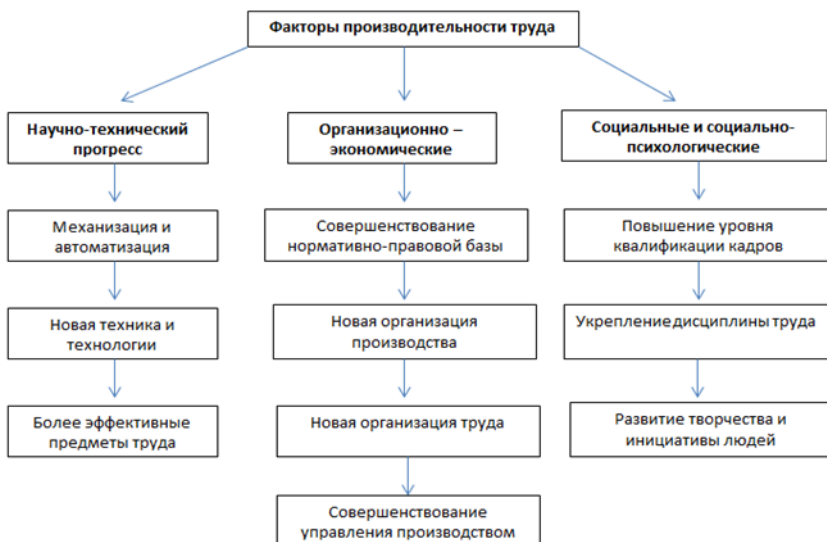 Факторы производительности труда
Научно-технический
прогресс
Механизация и
автоматизация
Новая техника и
технологии
Более эффективные
предметы труда
Организационно –
экономические
Совершенствование
нормативно-правовой базы
Новая организация
производства
Новая организация труда
Совершенствование
управления производством
Социальные и социально-
психологические
Повышение уровня
квалификации кадров
Укрепление дисциплины труда
Развитие творчества и
инициативы людей